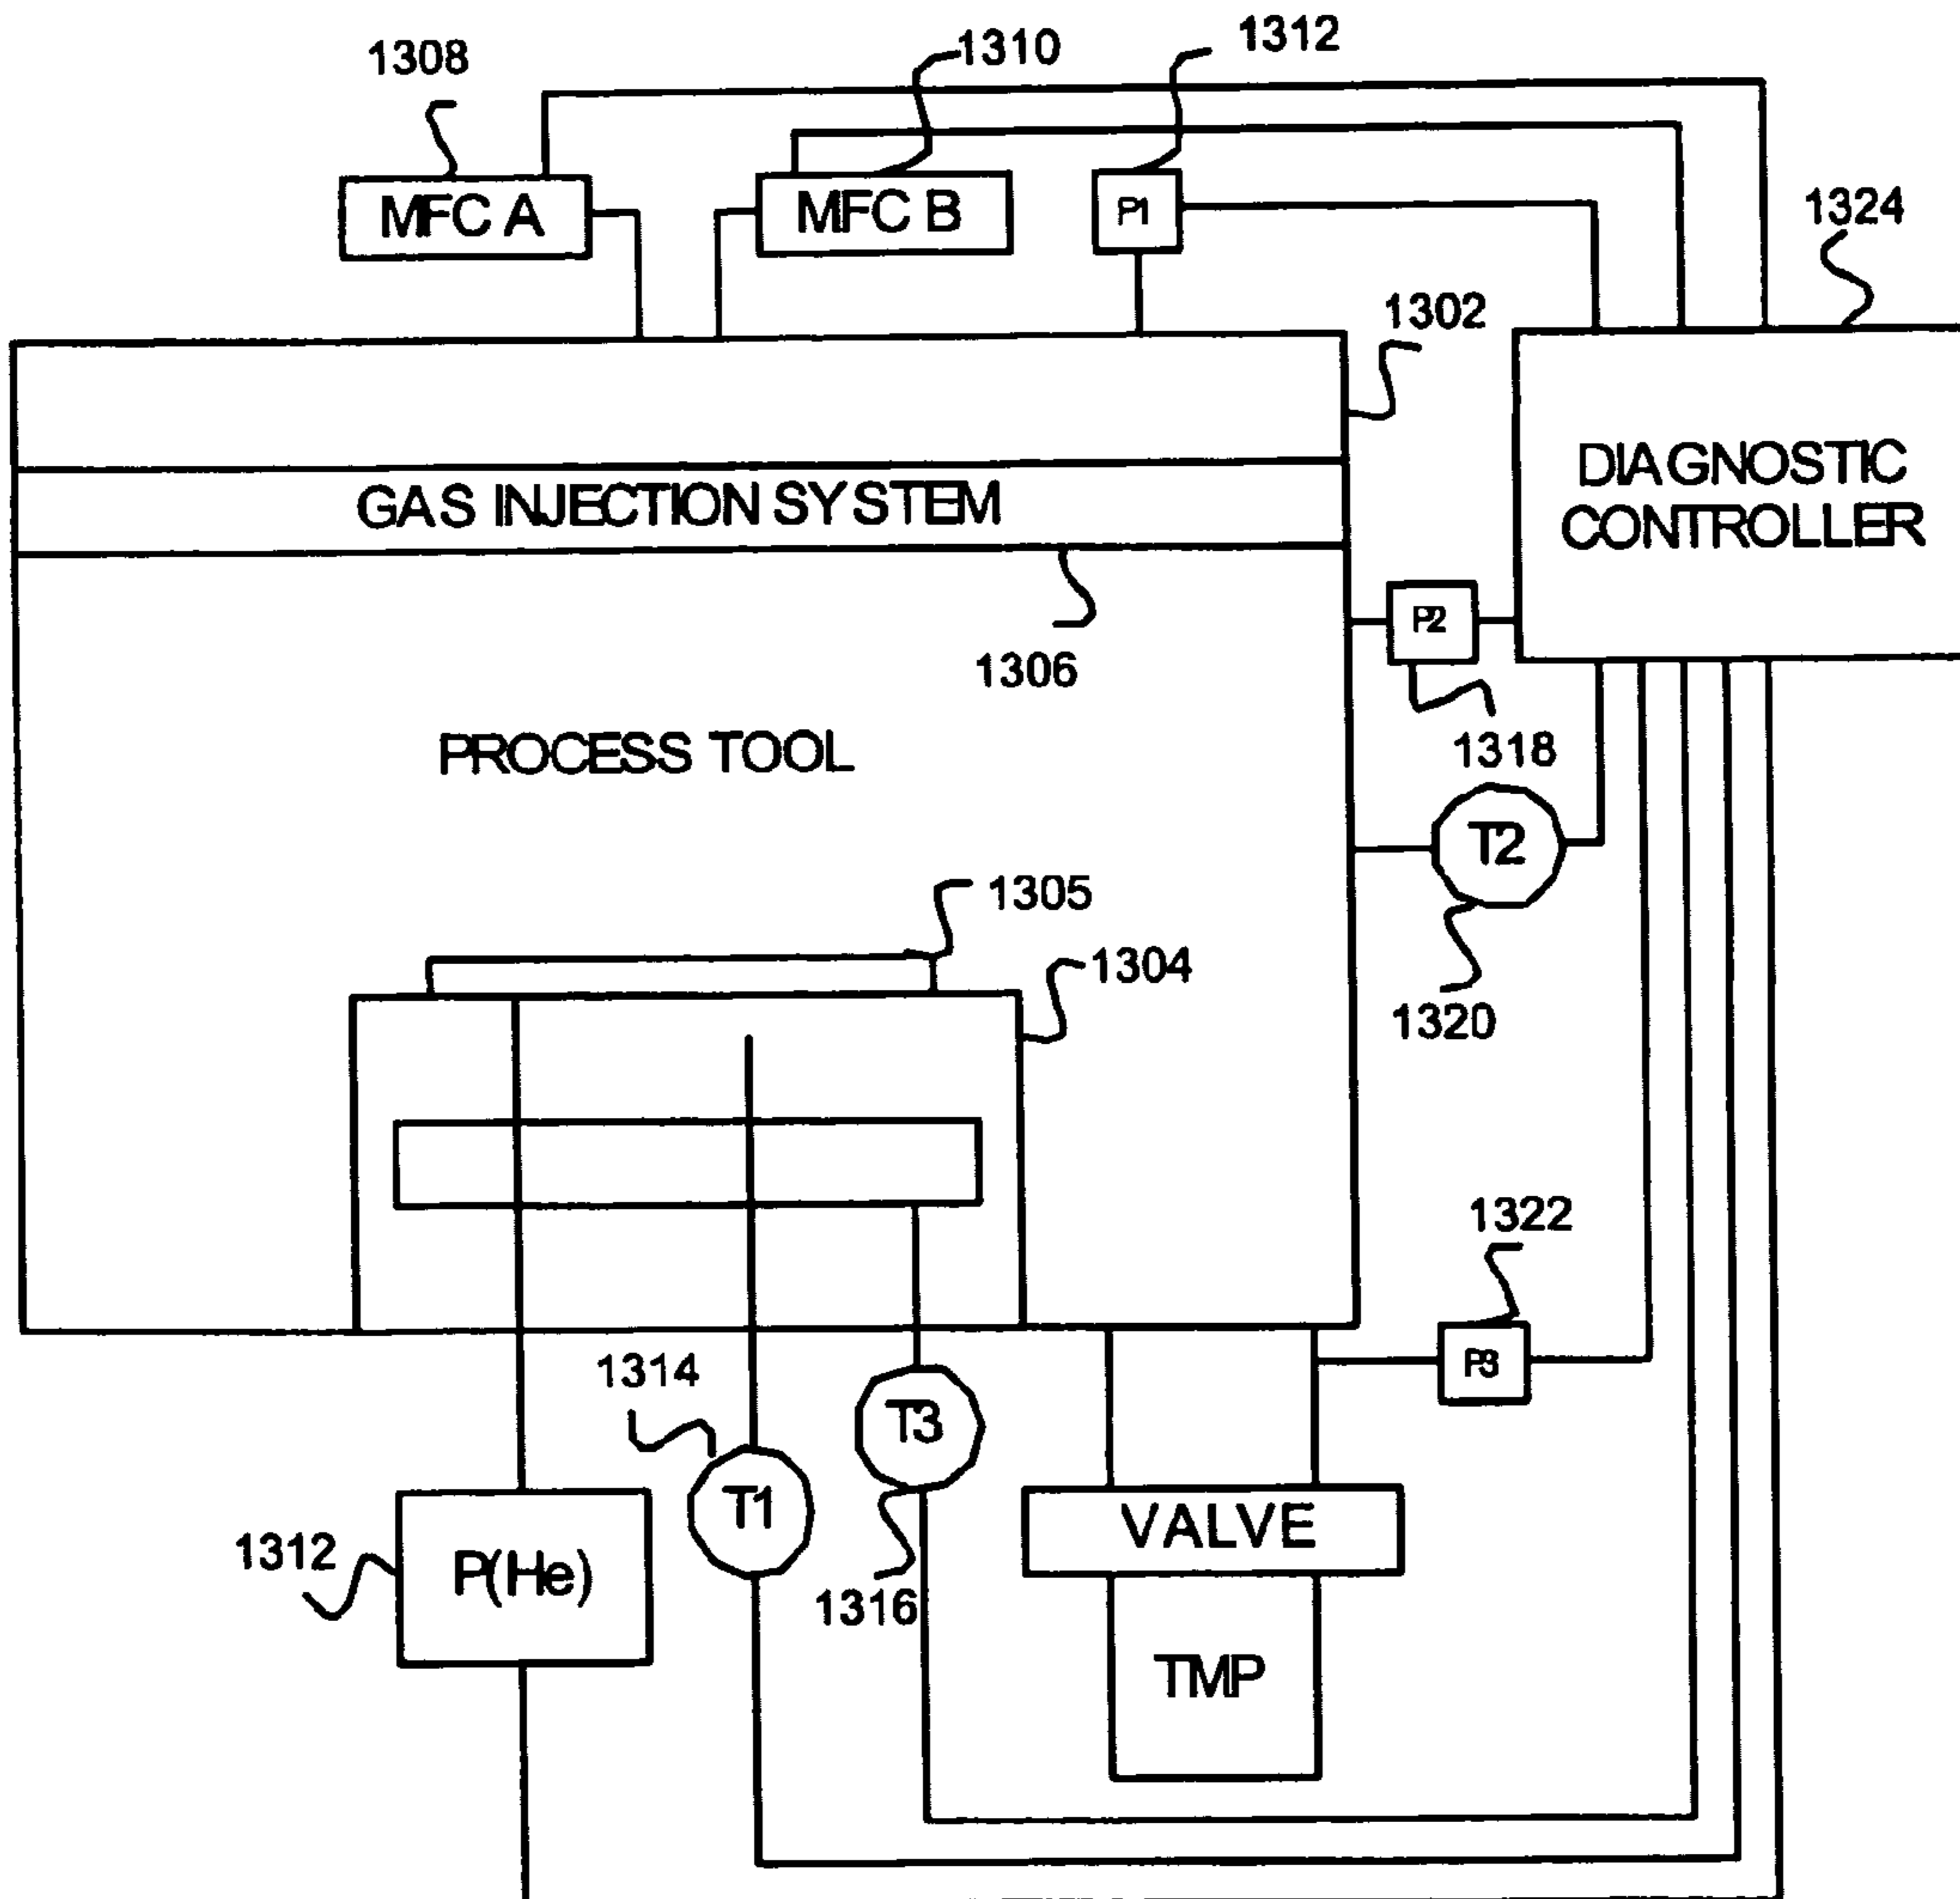 1308
1310
1312
MFC A
MFC B
P1
1324
1302
GAS INJECTION SYSTEM
DIAGNOSTIC
CONTROLLER
P2
1306
1318
PROCESS TOOL
T2
1305
1304
1320
1322
P3
1314
T3
T1
VALVE
1312
P(He)
1316
TMP